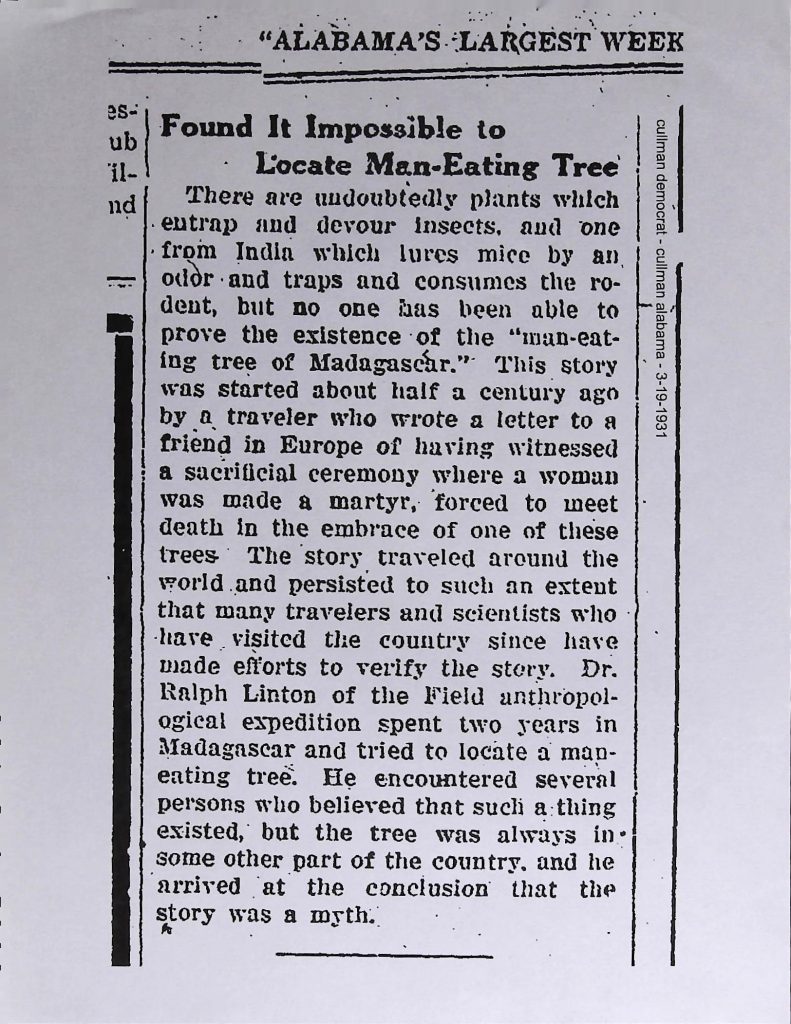 "ALABAMA'S LARGEST WEEK
es-
ub
il-
nd
Found It Impossible to
Locate Man-Eating Tree
There are undoubtedly plants which
entrap and devour insects, and one
from India which lures mice by an
odor and traps and consumes the ro-
dent, but no one has been able to
prove the existence of the "man-eat-
ing tree of Madagascar." This story
was started about half a century ago
by a traveler who wrote a letter to a
friend in Europe of having witnessed
a sacrificial ceremony where a woman
was made a martyr, forced to meet
death in the embrace of one of these
trees. The story traveled around the
world and persisted to such an extent
that many travelers and scientists who
have visited the country since have
made efforts to verify the story. Dr.
Ralph Linton of the Field anthropol-
ogical expedition spent two years in
Madagascar and tried to locate a man-
eating tree. He encountered several
persons who believed that such a thing
existed, but the tree was always in
some other part of the country, and he
arrived at the conclusion that the
story was a myth.
cullman democrat - cullman alabama - 3-19-1931